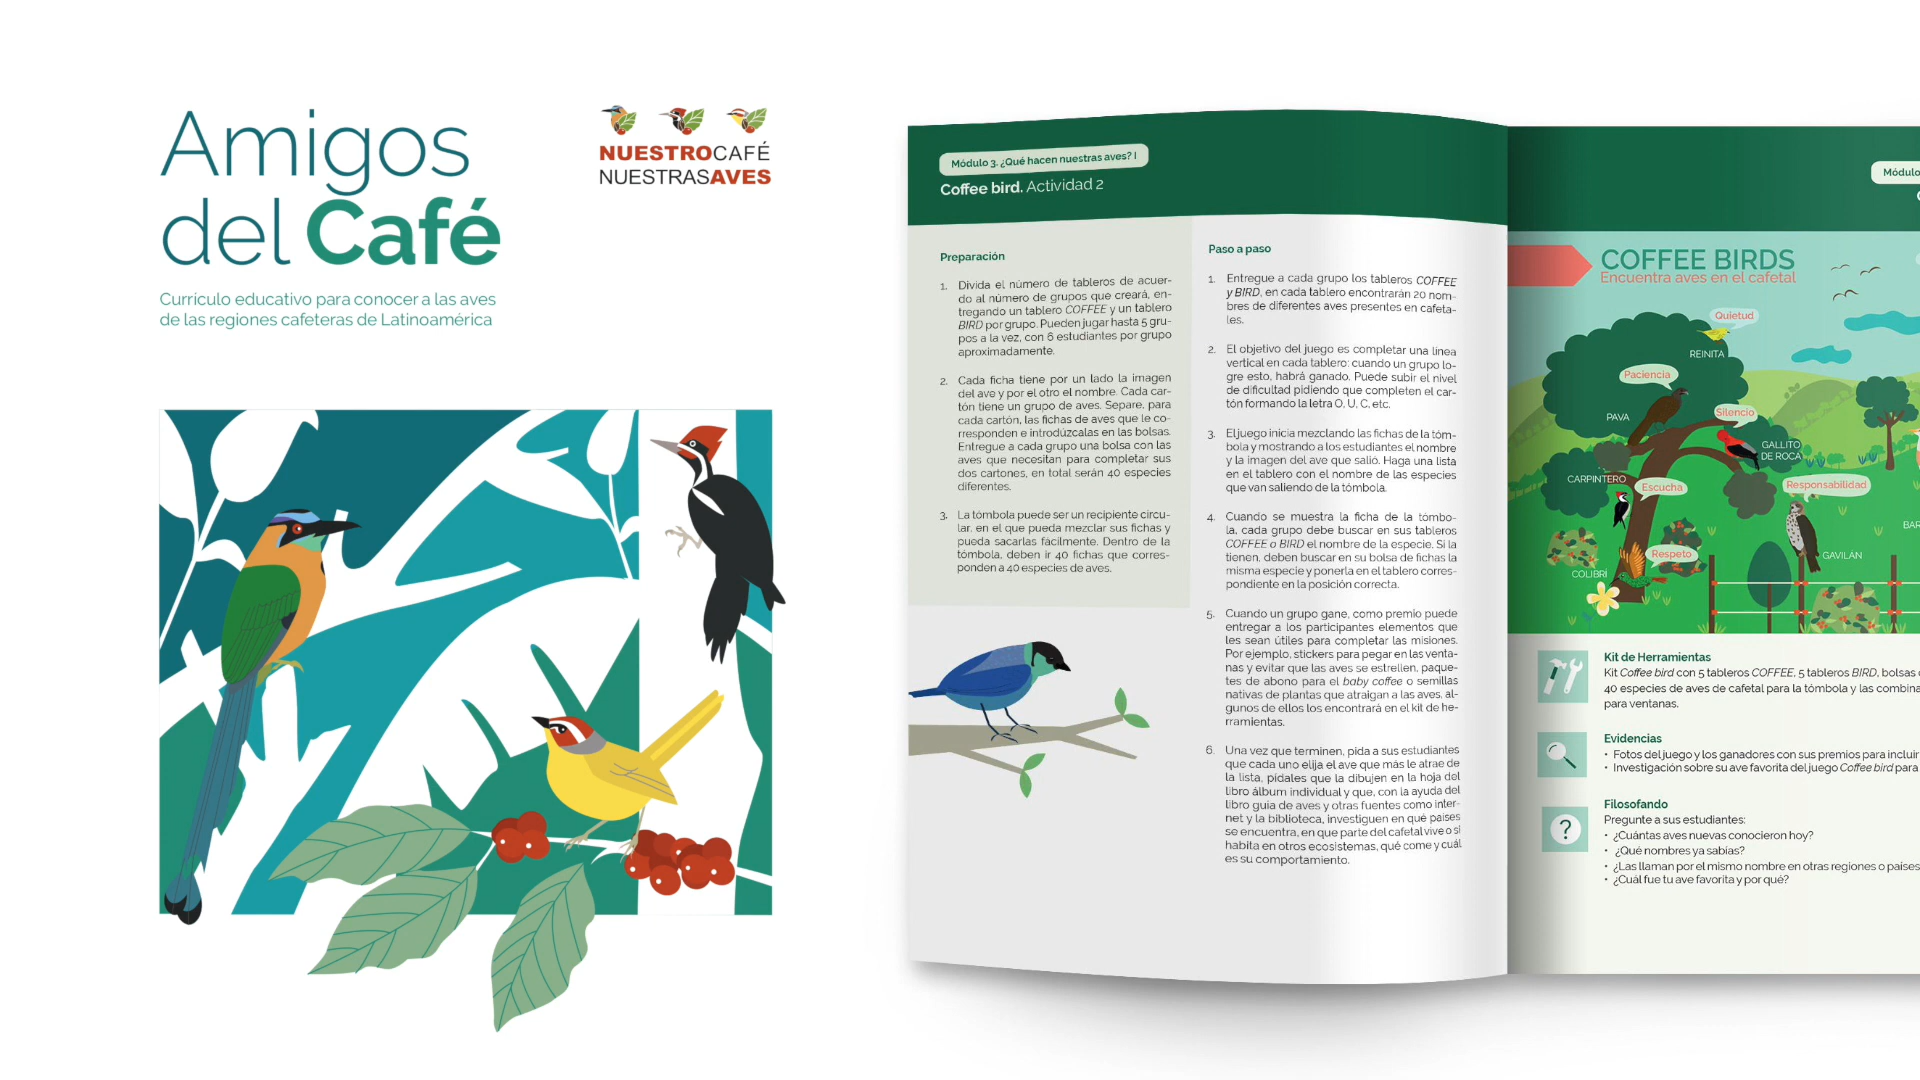 Amigos
del Café
Currículo educativo para conocer a las aves
de las regiones cafeteras de Latinoamérica
NUESTROCAFÉ
NUESTRASAVES
Módulo 3. ¿Qué hacen nuestras aves? I
Coffee bird. Actividad 2
Preparación
1. Divida el número de tableros de acuer-
do al número de grupos que creará, en-
tregando un tablero COFFEE y un tablero
BIRD por grupo. Pueden jugar hasta 5 gru-
pos a la vez, con 6 estudiantes por grupo
aproximadamente.
2. Cada ficha tiene por un lado la imagen
del ave y por el otro el nombre. Cada car-
tón tiene un grupo de aves. Separe, para
cada cartón, las fichas de aves que le co-
rresponden e introdúzcalas en las bolsas.
Entregue a cada grupo una bolsa con las
aves que necesitan para completar sus
dos cartones, en total serán 40 especies
diferentes.
3. La tómbola puede ser un recipiente circu-
lar, en el que pueda mezclar sus fichas y
pueda sacarlas fácilmente. Dentro de la
tómbola, deben ir 40 fichas que corres-
ponden a 40 especies de aves.
Paso a paso
1. Entregue a cada grupo los tableros COFFEE
y BIRD, en cada tablero encontrarán 20 nom-
bres de diferentes aves presentes en cafeta-
les.
2. El objetivo del juego es completar una línea
vertical en cada tablero: cuando un grupo lo-
gre esto, habrá ganado. Puede subir el nivel
de dificultad pidiendo que completen el car-
tón formando la letra O, U, C, etc.
3. El juego inicia mezclando las fichas de la tóm-
bola y mostrando a los estudiantes el nombre
y la imagen del ave que salió. Haga una lista
en el tablero con el nombre de las especies
que van saliendo de la tómbola.
4. Cuando se muestra la ficha de la tómbo-
la, cada grupo debe buscar en sus tableros
COFFEE o BIRD el nombre de la especie. Si la
tienen, deben buscar en su bolsa de fichas la
misma especie y ponerla en el tablero corres-
pondiente en la posición correcta.
5. Cuando un grupo gane, como premio puede
entregar a los participantes elementos que
les sean útiles para completar las misiones.
Por ejemplo, stickers para pegar en las venta-
nas y evitar que las aves se estrellen, paque-
tes de abono para el baby coffee o semillas
nativas de plantas que atraigan a las aves, al-
gunos de ellos los encontrará en el kit de he-
rramientas.
6. Una vez que terminen, pida a sus estudiantes
que cada uno elija el ave que más le atrae de
la lista, pídales que la dibujen en la hoja del
libro álbum individual y que, con la ayuda del
libro guía de aves y otras fuentes como inter-
net y la biblioteca, investiguen en qué países
se encuentra, en que parte del cafetal vive o si
habita en otros ecosistemas, qué come y cuál
es su comportamiento.
Módulo
COFFEE BIRDS
Encuentra aves en el cafetal
Quietud
REINITA
Paciencia
PAVA
Silencio
GALLITO
DE ROCA
CARPINTERO
Escucha
Responsabilidad
BAR
Respeto
GAVILÁN
COLIBRÍ
Kit de Herramientas
Kit Coffee bird con 5 tableros COFFEE, 5 tableros BIRD, bolsas
40 especies de aves de cafetal para la tómbola y las combina
para ventanas.
Evidencias
• Fotos del juego y los ganadores con sus premios para incluir
• Investigación sobre su ave favorita del juego Coffee bird para
Filosofando
Pregunte a sus estudiantes:
• ¿Cuántas aves nuevas conocieron hoy?
• ¿Qué nombres ya sabías?
• ¿Las llaman por el mismo nombre en otras regiones o países
• ¿Cuál fue tu ave favorita y por qué?